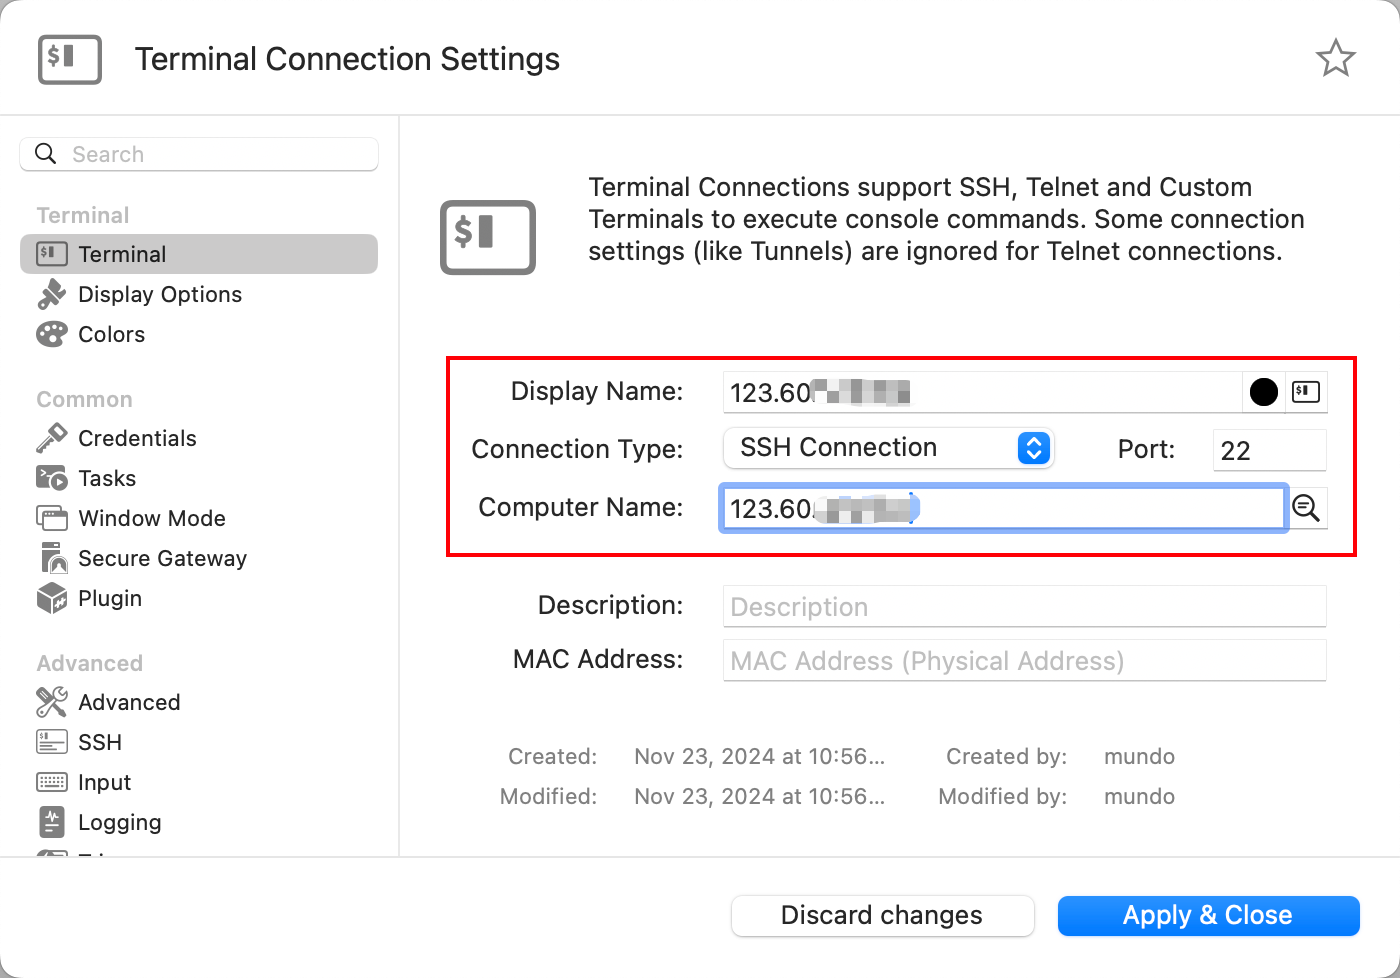 Terminal Connection Settings
Search
Terminal
Terminal
Display Options
Colors
Common
Credentials
Tasks
Window Mode
Secure Gateway
Plugin
Advanced
Advanced
SSH
Input
Logging
Terminal Connections support SSH, Telnet and Custom
Terminals to execute console commands. Some connection
settings (like Tunnels) are ignored for Telnet connections.
Display Name: 123.60.
Connection Type: SSH Connection Port: 22
Computer Name: 123.60.
Description: Description
MAC Address: MAC Address (Physical Address)
Created: Nov 23, 2024 at 10:56... Created by: mundo
Modified: Nov 23, 2024 at 10:56... Modified by: mundo
Discard changes Apply & Close